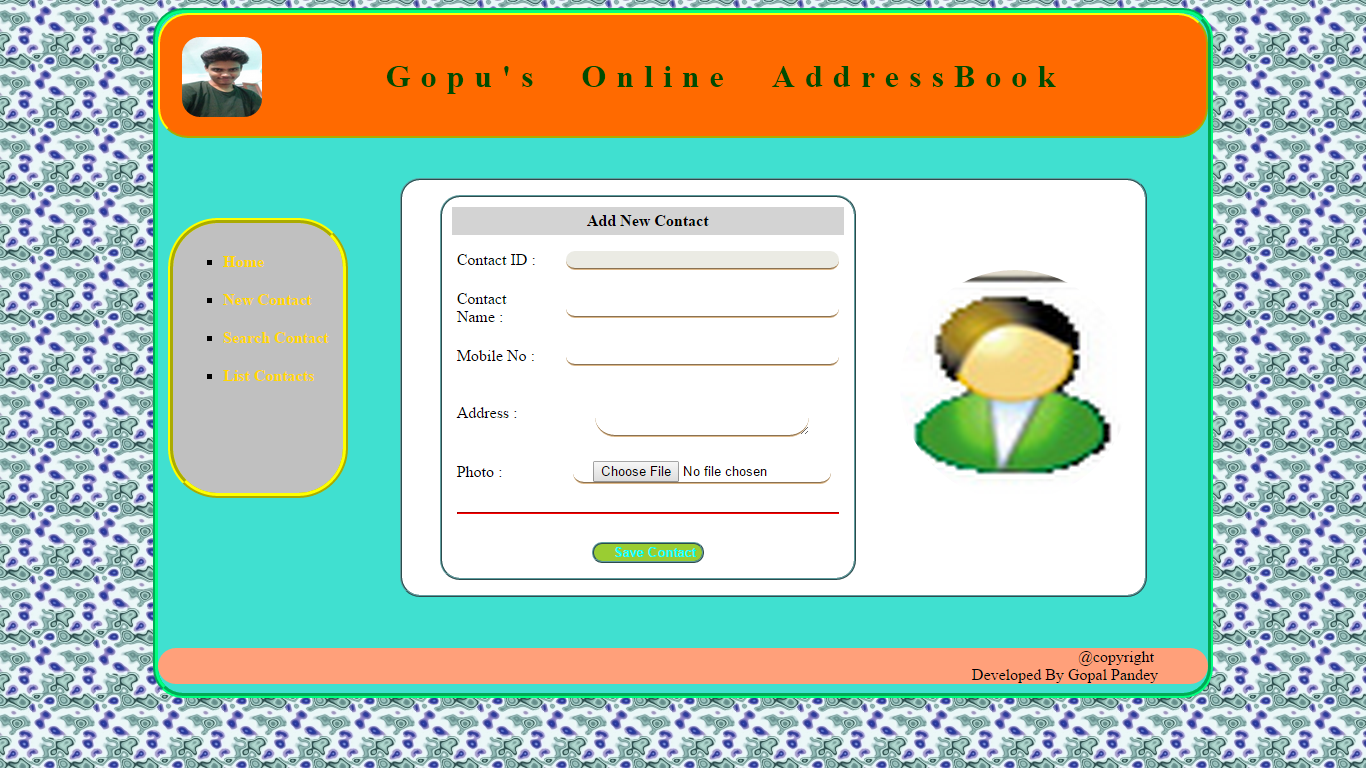 Gopu's Online AddressBook
Home
New Contact
Search Contact
List Contacts
Add New Contact
Contact ID :
Contact
Name :
Mobile No :
Address :
Photo : Choose File No file chosen
Save Contact
@copyright
Developed By Gopal Pandey